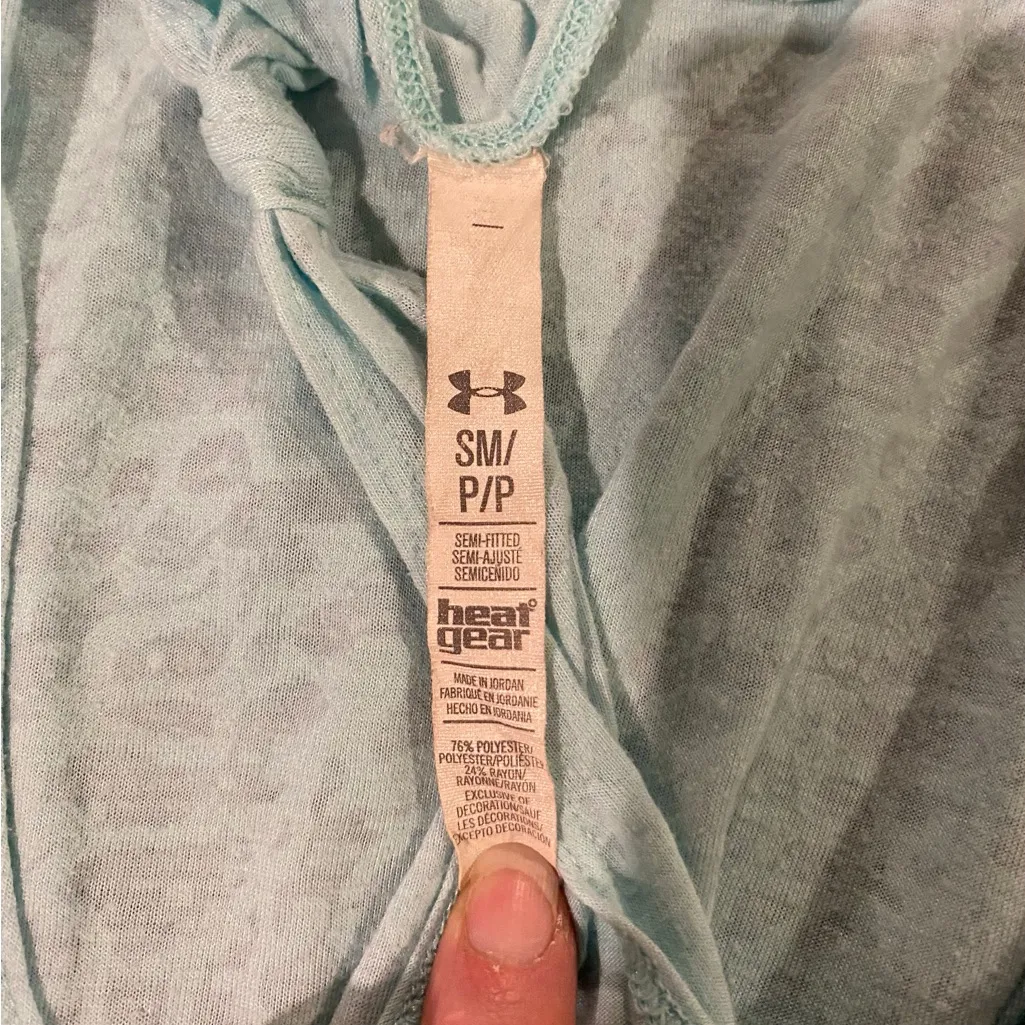 SM/
P/P
SEMI-FITTED
SEMI-AJUSTÉ
SEMICEÑIDO
heat
gear
MADE IN JORDAN
FABRIQUÉ EN JORDANIE
HECHO EN JORDANIA
76% POLYESTER/
POLYESTER/POLIÉSTER
24% RAYON/
RAYONNE/RAYON
EXCLUSIVE OF
DECORATION/SAUF
LES DÉCORATIONS/
EXCEPTO DECORACIÓN